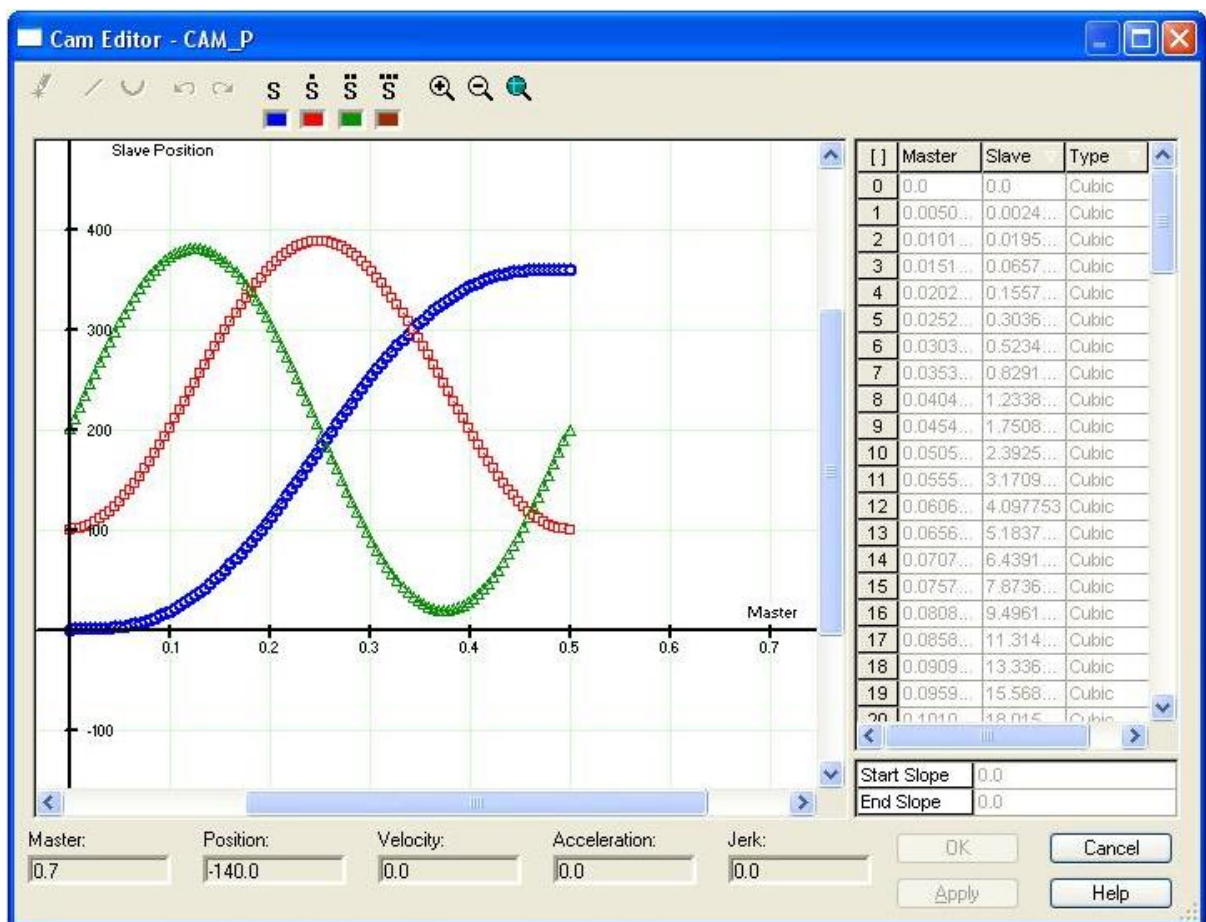 Cam Editor - CAM_P
S Ṡ S̈ S⃛
Slave Position
400
300
200
100
-100
0.1 0.2 0.3 0.4 0.5 0.6 0.7
Master
[ ] Master Slave Type
0 0.0 0.0 Cubic
1 0.0050... 0.0024... Cubic
2 0.0101... 0.0195... Cubic
3 0.0151... 0.0657... Cubic
4 0.0202... 0.1557... Cubic
5 0.0252... 0.3036... Cubic
6 0.0303... 0.5234... Cubic
7 0.0353... 0.8291... Cubic
8 0.0404... 1.2338... Cubic
9 0.0454... 1.7508... Cubic
10 0.0505... 2.3925... Cubic
11 0.0555... 3.1709... Cubic
12 0.0606... 4.097753 Cubic
13 0.0656... 5.1837... Cubic
14 0.0707... 6.4391... Cubic
15 0.0757... 7.8736... Cubic
16 0.0808... 9.4961... Cubic
17 0.0858... 11.314... Cubic
18 0.0909... 13.336... Cubic
19 0.0959... 15.568... Cubic
20 0.1010... 18.015... Cubic
Start Slope 0.0
End Slope 0.0
Master: Position: Velocity: Acceleration: Jerk:
0.7 -140.0 0.0 0.0 0.0
OK Cancel
Apply Help